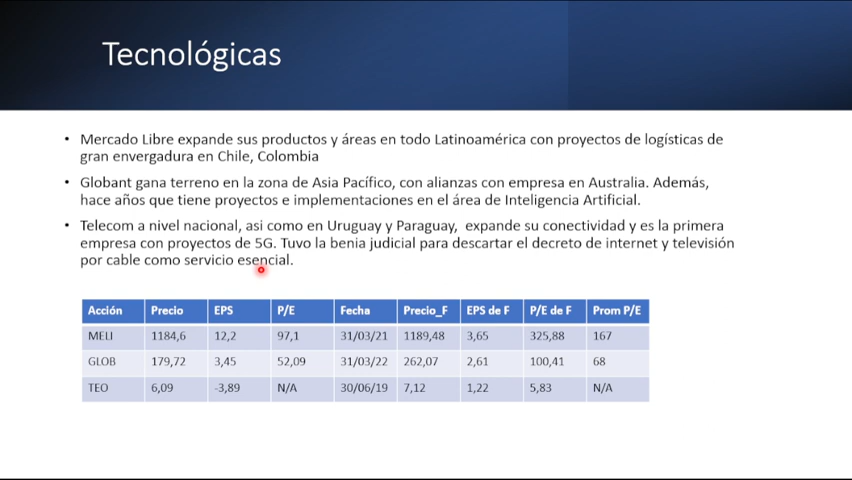 Tecnológicas
• Mercado Libre expande sus productos y áreas en todo Latinoamérica con proyectos de logísticas de
gran envergadura en Chile, Colombia
• Globant gana terreno en la zona de Asia Pacífico, con alianzas con empresa en Australia. Además,
hace años que tiene proyectos e implementaciones en el área de Inteligencia Artificial.
• Telecom a nivel nacional, asi como en Uruguay y Paraguay, expande su conectividad y es la primera
empresa con proyectos de 5G. Tuvo la benia judicial para descartar el decreto de internet y televisión
por cable como servicio esencial.
Acción Precio EPS P/E Fecha Precio_F EPS de F P/E de F Prom P/E
MELI 1184,6 12,2 97,1 31/03/21 1189,48 3,65 325,88 167
GLOB 179,72 3,45 52,09 31/03/22 262,07 2,61 100,41 68
TEO 6,09 -3,89 N/A 30/06/19 7,12 1,22 5,83 N/A